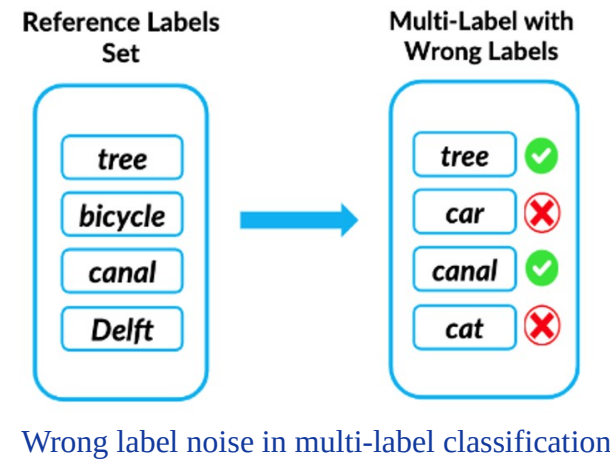 Reference Labels
Set
tree
bicycle
canal
Delft
Multi-Label with
Wrong Labels
tree
car
canal
cat
Wrong label noise in multi-label classification